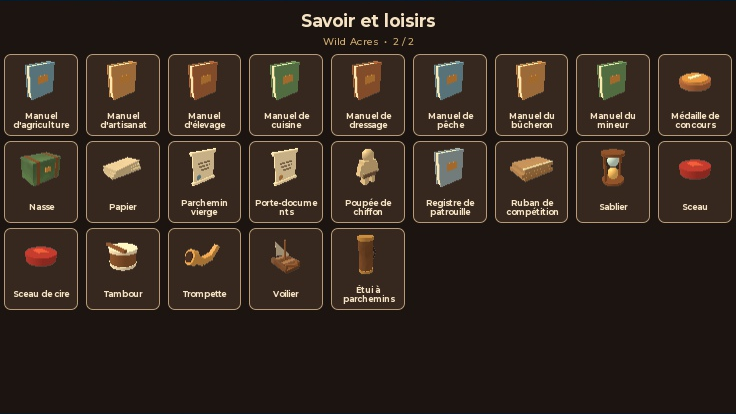 Savoir et loisirs
Wild Acres • 2 / 2
Manuel d'agriculture
Manuel d'artisanat
Manuel d'élevage
Manuel de cuisine
Manuel de dressage
Manuel de pêche
Manuel du bûcheron
Manuel du mineur
Médaille de concours
Nasse
Papier
Parchemin vierge
Porte-documents
Poupée de chiffon
Registre de patrouille
Ruban de compétition
Sablier
Sceau
Sceau de cire
Tambour
Trompette
Voilier
Étui à parchemins